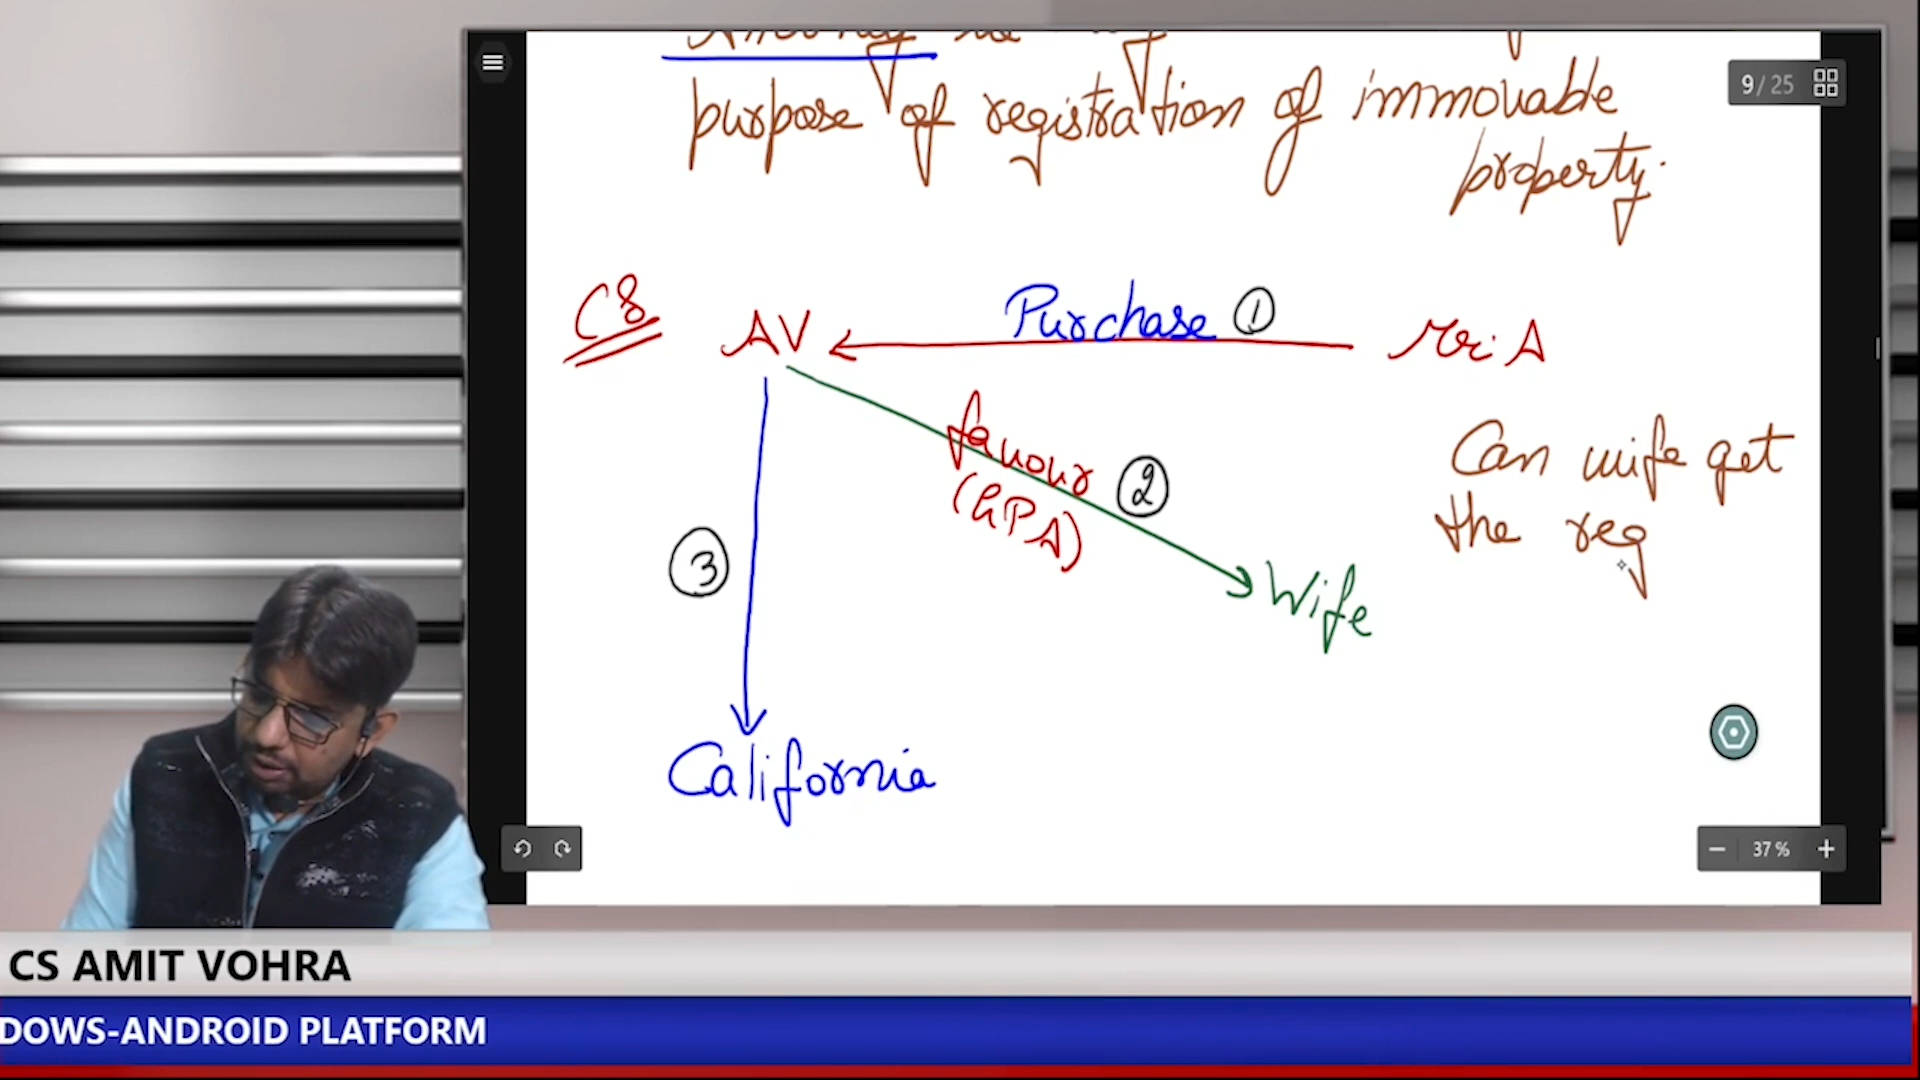 purpose of registration of immovable
property.
9 / 25
CS
AV
Purchase ①
Mr. A
favour
(GPA)
②
Can wife get
the reg
③
Wife
California
37 %
CS AMIT VOHRA
DOWS-ANDROID PLATFORM